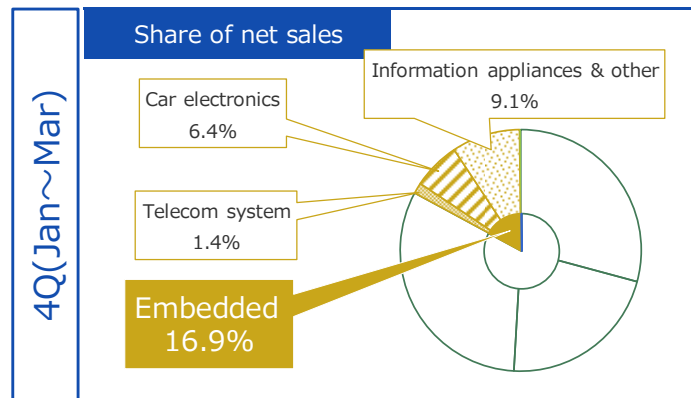 4Q(Jan～Mar)
Share of net sales
Information appliances & other
9.1%
Car electronics
6.4%
Telecom system
1.4%
Embedded
16.9%